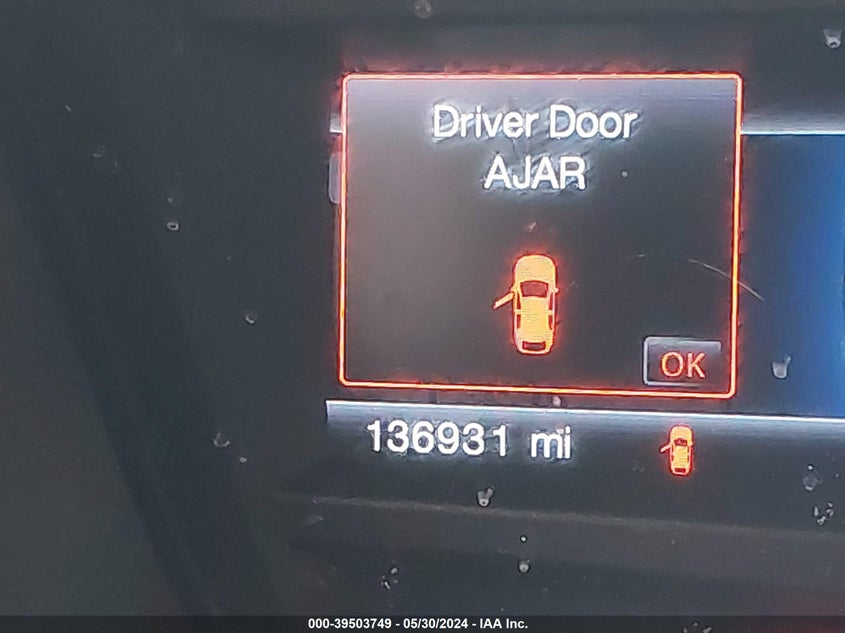 Driver Door
AJAR
OK
136931 mi
000-39503749 - 05/30/2024 - IAA Inc.